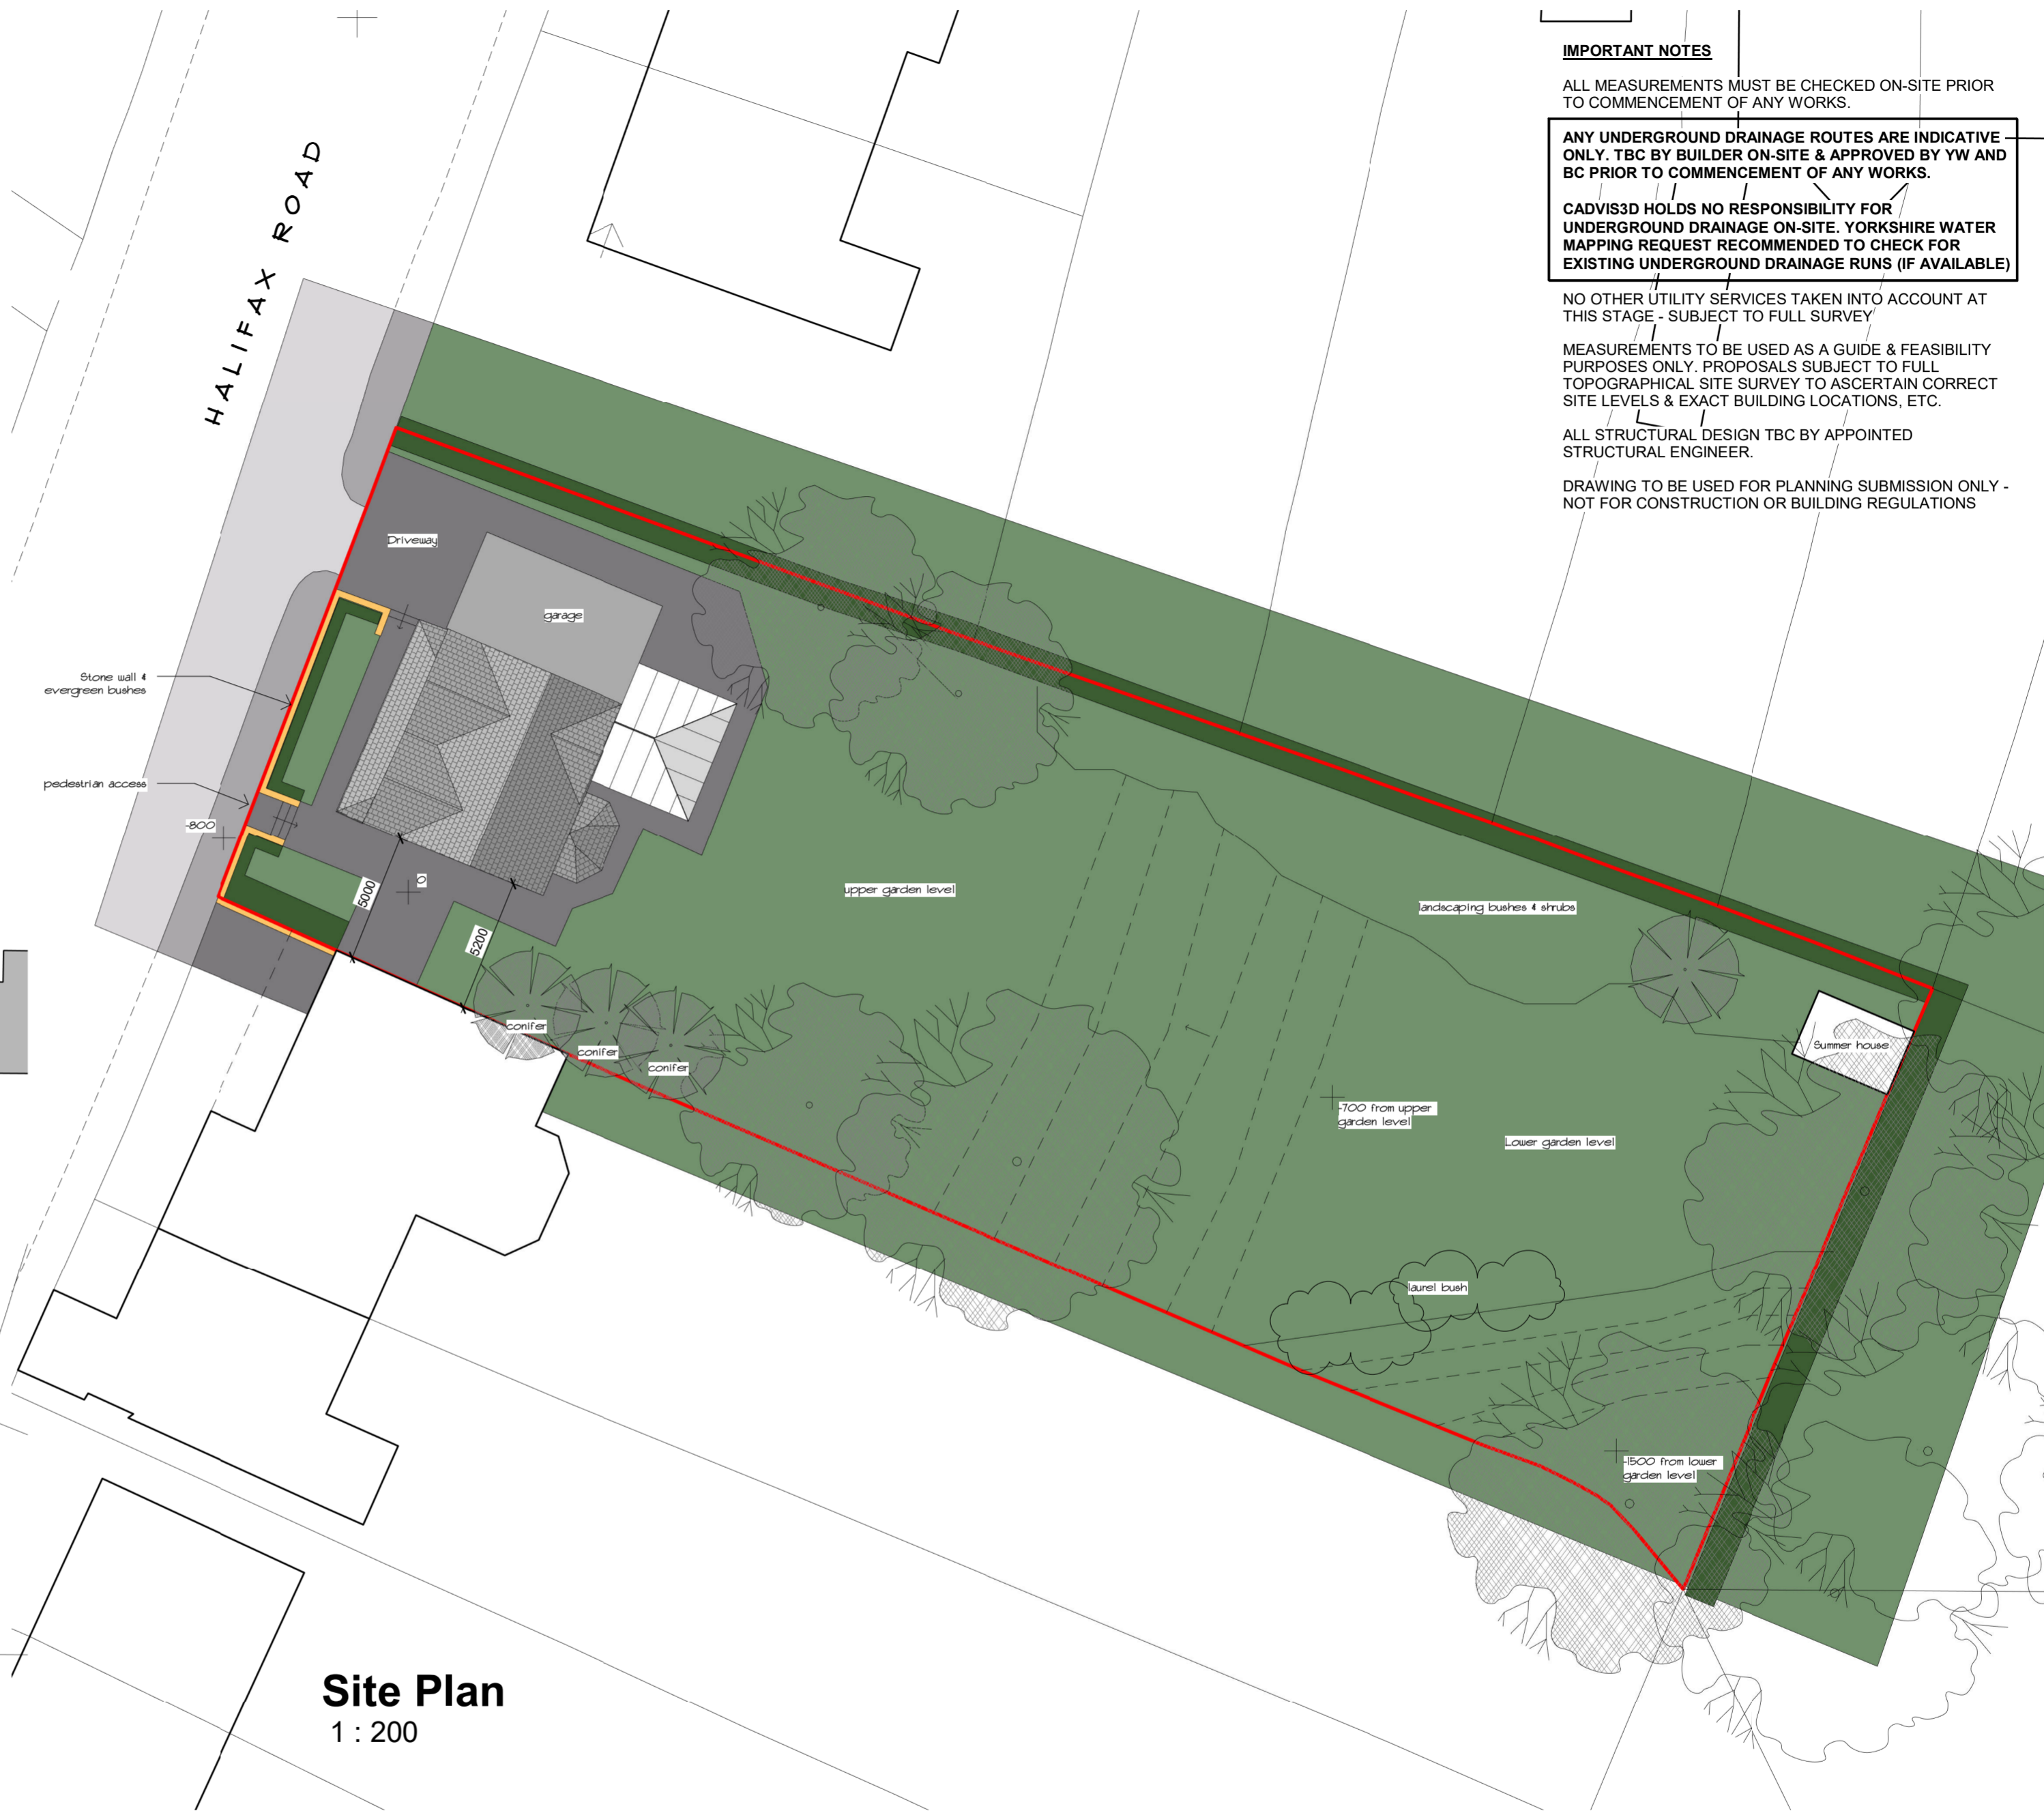 IMPORTANT NOTES
ALL MEASUREMENTS MUST BE CHECKED ON-SITE PRIOR
TO COMMENCEMENT OF ANY WORKS.
ANY UNDERGROUND DRAINAGE ROUTES ARE INDICATIVE
ONLY. TBC BY BUILDER ON-SITE & APPROVED BY YW AND
BC PRIOR TO COMMENCEMENT OF ANY WORKS.
CADVIS3D HOLDS NO RESPONSIBILITY FOR
UNDERGROUND DRAINAGE ON-SITE. YORKSHIRE WATER
MAPPING REQUEST RECOMMENDED TO CHECK FOR
EXISTING UNDERGROUND DRAINAGE RUNS (IF AVAILABLE)
NO OTHER UTILITY SERVICES TAKEN INTO ACCOUNT AT
THIS STAGE - SUBJECT TO FULL SURVEY
MEASUREMENTS TO BE USED AS A GUIDE & FEASIBILITY
PURPOSES ONLY. PROPOSALS SUBJECT TO FULL
TOPOGRAPHICAL SITE SURVEY TO ASCERTAIN CORRECT
SITE LEVELS & EXACT BUILDING LOCATIONS, ETC.
ALL STRUCTURAL DESIGN TBC BY APPOINTED
STRUCTURAL ENGINEER.
DRAWING TO BE USED FOR PLANNING SUBMISSION ONLY -
NOT FOR CONSTRUCTION OR BUILDING REGULATIONS
HALIFAX ROAD
Driveway
garage
Stone wall &
evergreen bushes
pedestrian access
-800
0
5000
5200
upper garden level
landscaping bushes & shrubs
conifer
conifer
conifer
Summer house
-700 from upper
garden level
Lower garden level
laurel bush
-1500 from lower
garden level
Site Plan
1 : 200